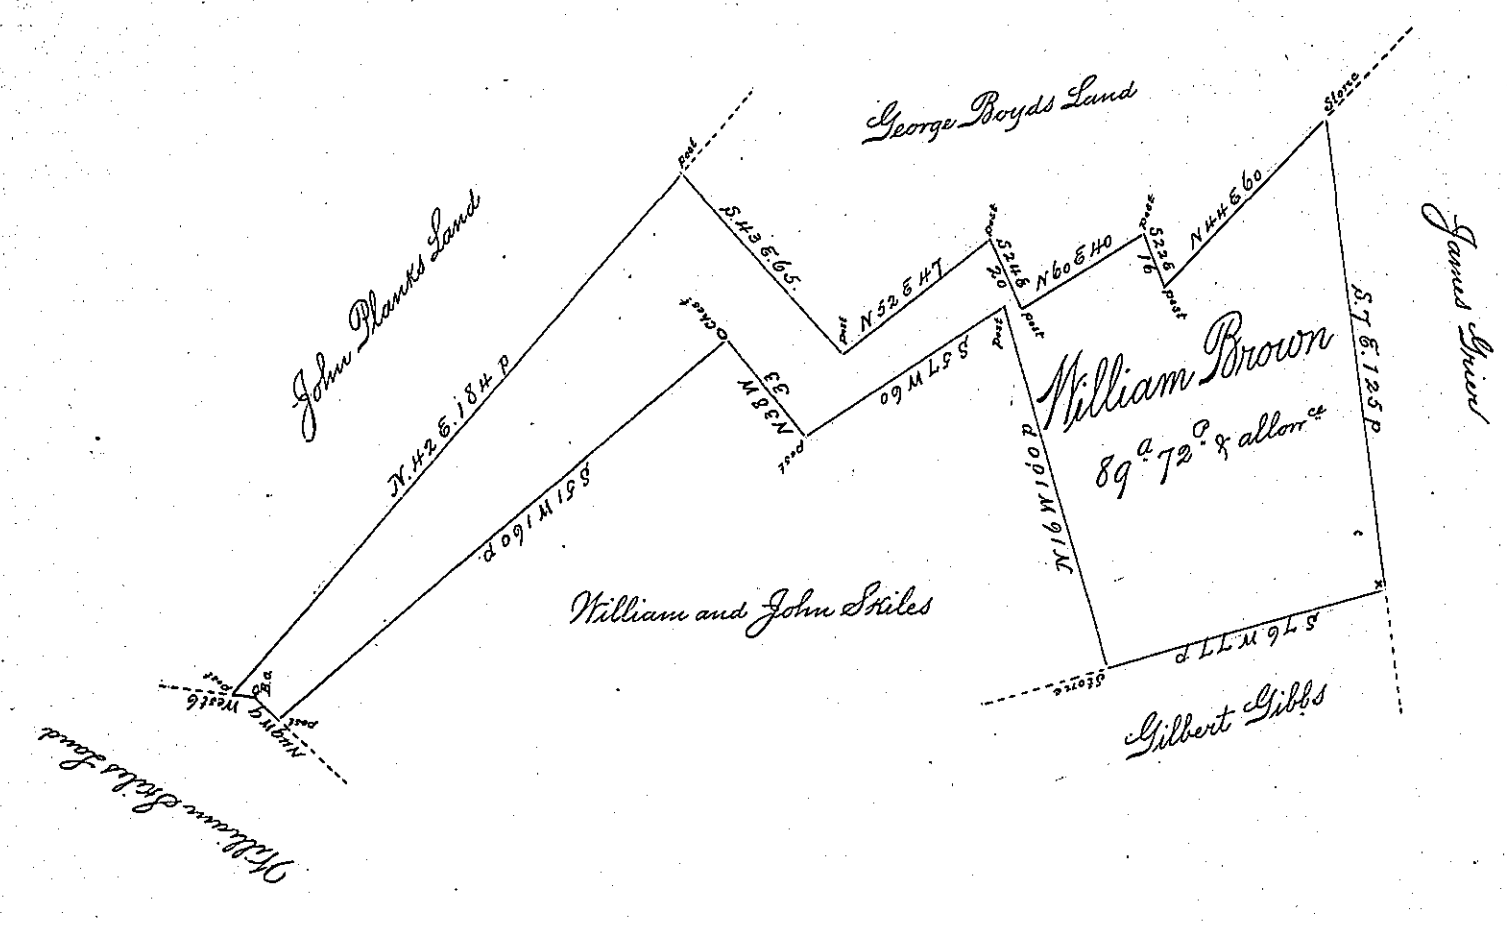 George Boyds Land
John Planks Land
James Grier
William Brown
89a. 72P. & allowce
William and John Skiles
Gilbert Gibbs
William Skiles Land
post
N. 42 E. 184 P
post
S. 43 E. 65.
post
N 52 E 47
post
S 24 E
20
post
N 60 E 40
post
S 22 E
16
post
N 44 E 60
Stone
S. 7 E. 125 P
x
S 76 W 77 P
Stone
N 16 W 100 P
post
S 57 W 60
post
N 38 W
33
Chest
S 51 W 160 P.
post
N 49 W 9
B.O.
West 6